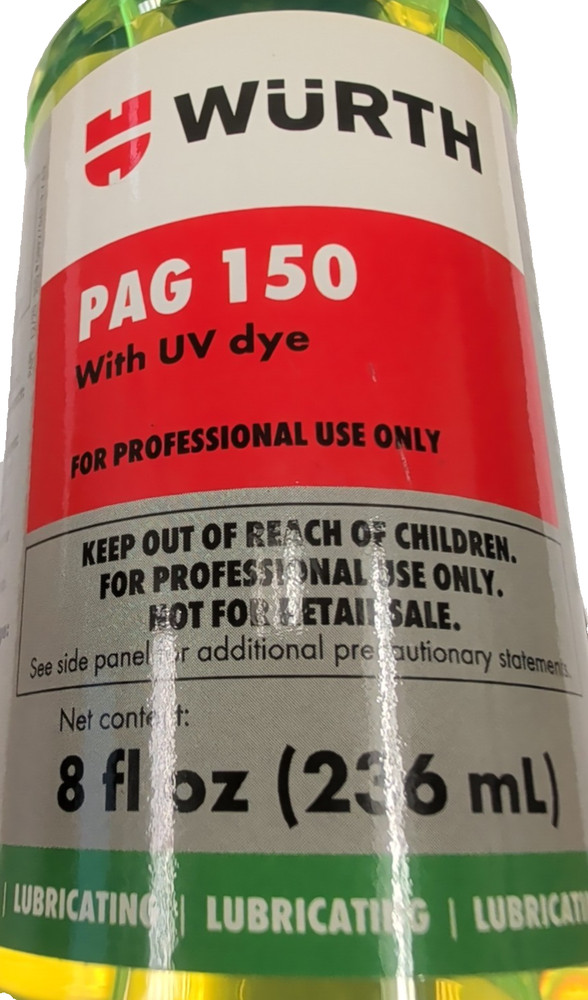 WÜRTH
PAG 150
With UV dye
FOR PROFESSIONAL USE ONLY
KEEP OUT OF REACH OF CHILDREN.
FOR PROFESSIONAL USE ONLY.
NOT FOR RETAIL SALE.
See side panel for additional precautionary statements.
Net content:
8 fl oz (236 mL)
| LUBRICATING | LUBRICATING | LUBRICATI